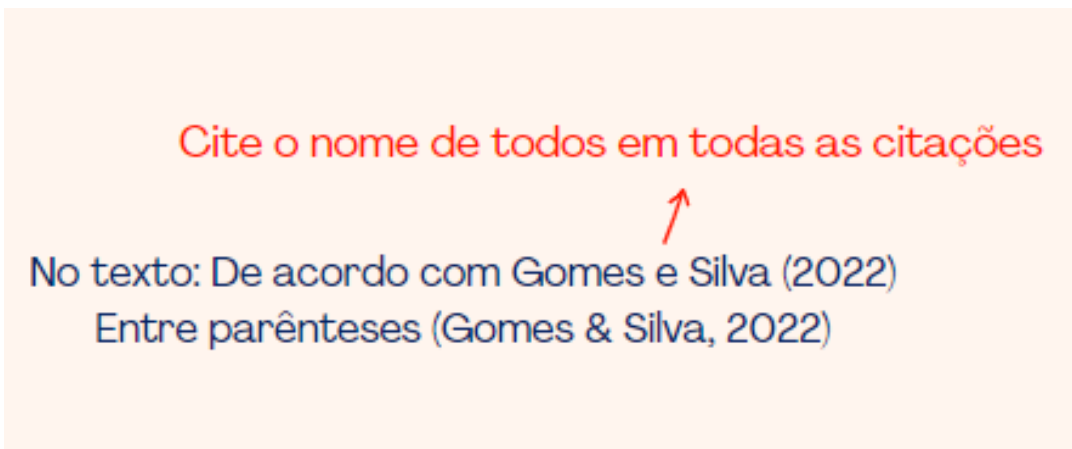 Cite o nome de todos em todas as citações
No texto: De acordo com Gomes e Silva (2022)
Entre parênteses (Gomes & Silva, 2022)